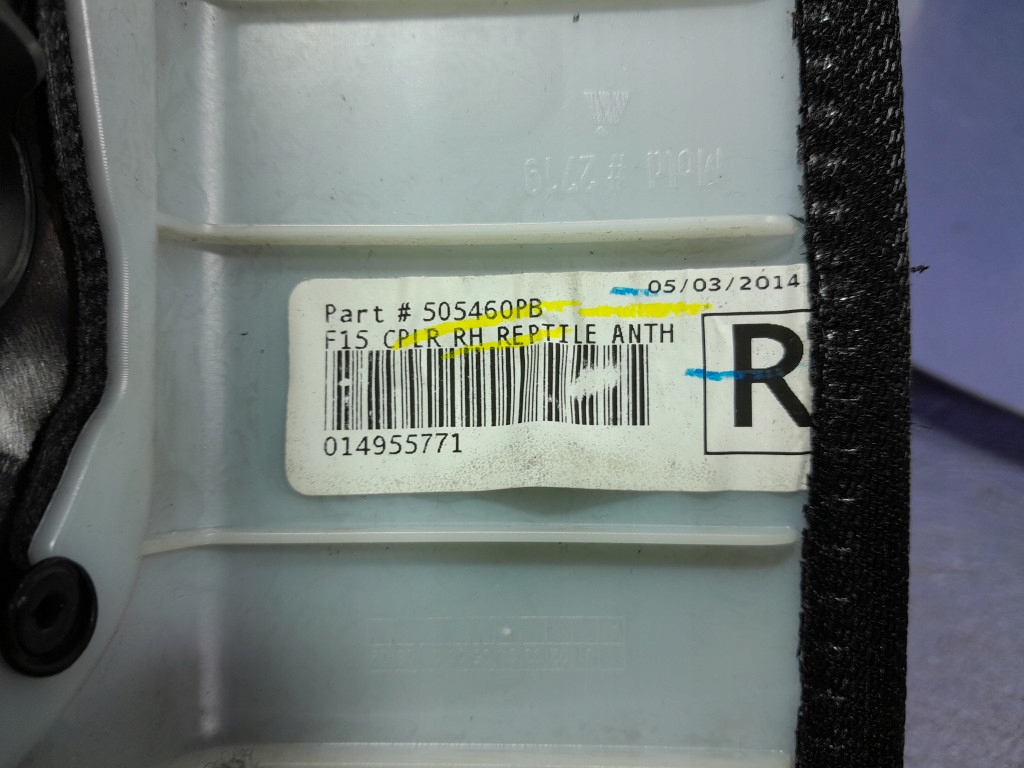 Mold # 2719
05/03/2014
Part # 505460PB
F15 CPLR RH REPTILE ANTH
R
014955771